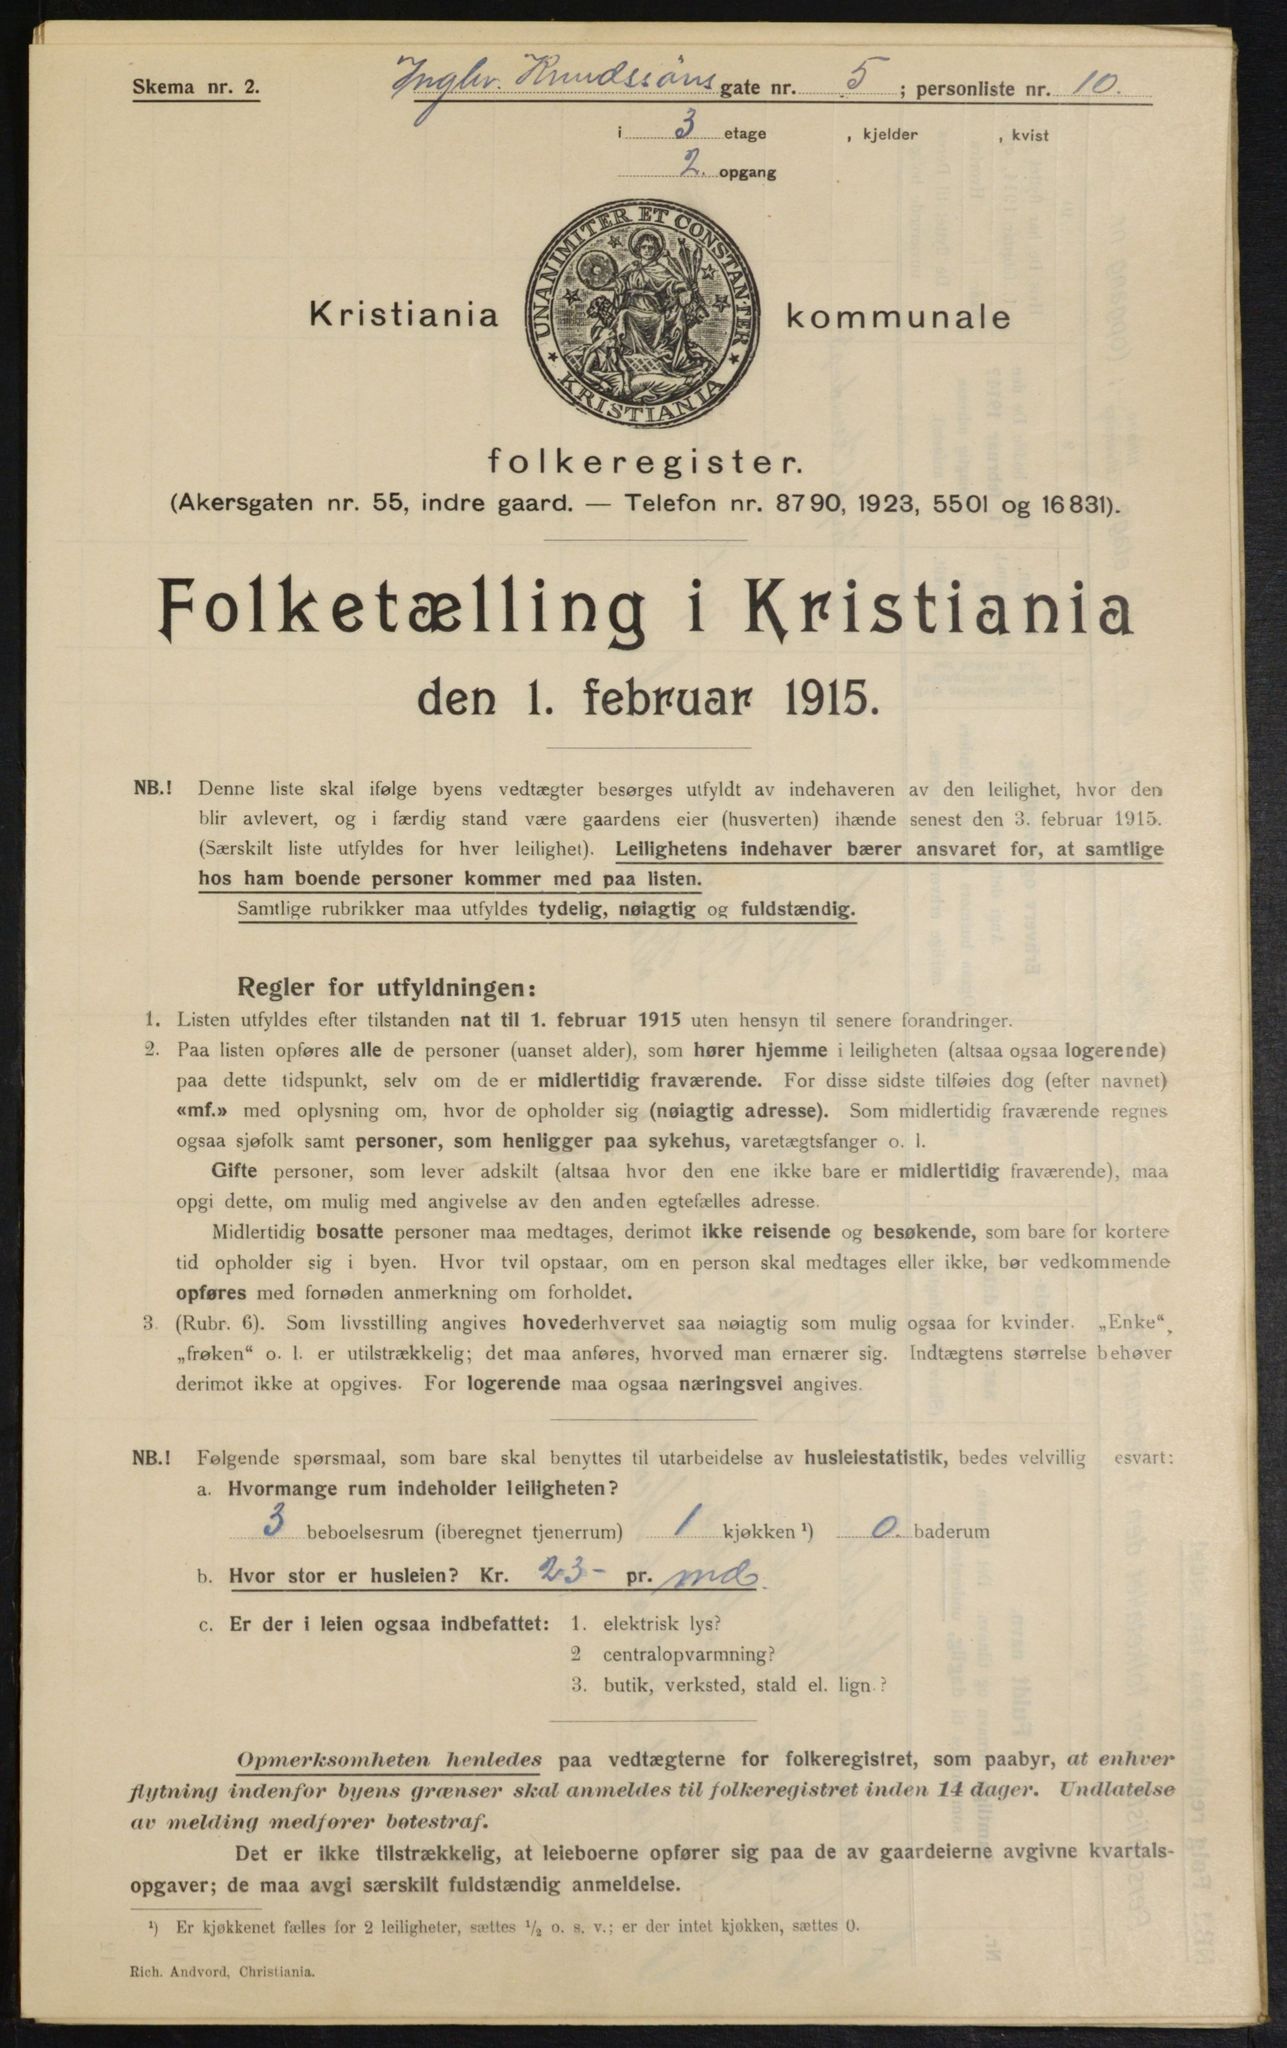 Skema nr. 2. Inglv. Knudssöns gate nr. 5; personliste nr. 10.
i 3 etage , kjelder , kvist
2. opgang
UNANIMITER ET CONSTANTER
KRISTIANIA
Kristiania kommunale
folkeregister.
(Akersgaten nr. 55, indre gaard. — Telefon nr. 8790, 1923, 5501 og 16831).
Folketælling i Kristiania
den 1. februar 1915.
NB.! Denne liste skal ifølge byens vedtægter besørges utfyldt av indehaveren av den leilighet, hvor den
blir avlevert, og i færdig stand være gaardens eier (husverten) ihænde senest den 3. februar 1915.
(Særskilt liste utfyldes for hver leilighet). Leilighetens indehaver bærer ansvaret for, at samtlige
hos ham boende personer kommer med paa listen.
Samtlige rubrikker maa utfyldes tydelig, nøiagtig og fuldstændig.
Regler for utfyldningen:
1. Listen utfyldes efter tilstanden nat til 1. februar 1915 uten hensyn til senere forandringer.
2. Paa listen opføres alle de personer (uanset alder), som hører hjemme i leiligheten (altsaa ogsaa logerende)
paa dette tidspunkt, selv om de er midlertidig fraværende. For disse sidste tilføies dog (efter navnet)
«mf.» med oplysning om, hvor de opholder sig (nøiagtig adresse). Som midlertidig fraværende regnes
ogsaa sjøfolk samt personer, som henligger paa sykehus, varetægtsfanger o. l.
Gifte personer, som lever adskilt (altsaa hvor den ene ikke bare er midlertidig fraværende), maa
opgi dette, om mulig med angivelse av den anden egtefælles adresse.
Midlertidig bosatte personer maa medtages, derimot ikke reisende og besøkende, som bare for kortere
tid opholder sig i byen. Hvor tvil opstaar, om en person skal medtages eller ikke, bør vedkommende
opføres med fornøden anmerkning om forholdet.
3. (Rubr. 6). Som livsstilling angives hovederhvervet saa nøiagtig som mulig ogsaa for kvinder. „Enke“,
„frøken“ o. l. er utilstrækkelig; det maa anføres, hvorved man ernærer sig. Indtægtens størrelse behøver
derimot ikke at opgives. For logerende maa ogsaa næringsvei angives.
NB.! Følgende spørsmaal, som bare skal benyttes til utarbeidelse av husleiestatistik, bedes velvillig esvart:
a. Hvormange rum indeholder leiligheten?
3 beboelsesrum (iberegnet tjenerrum) 1 kjøkken ¹) 0. baderum
b. Hvor stor er husleien? Kr. 23- pr. md.
c. Er der i leien ogsaa indbefattet: 1. elektrisk lys?
2 centralopvarmning?
3. butik, verksted, stald el. lign.?
Opmerksomheten henledes paa vedtægterne for folkeregistret, som paabyr, at enhver
flytning indenfor byens grænser skal anmeldes til folkeregistret inden 14 dager. Undlatelse
av melding medfører bøtestraf.
Det er ikke tilstrækkelig, at leieboerne opfører sig paa de av gaardeierne avgivne kvartals-
opgaver; de maa avgi særskilt fuldstændig anmeldelse.
¹) Er kjøkkenet fælles for 2 leiligheter, sættes ½ o. s. v.; er der intet kjøkken, sættes 0.
Rich. Andvord, Christiania.